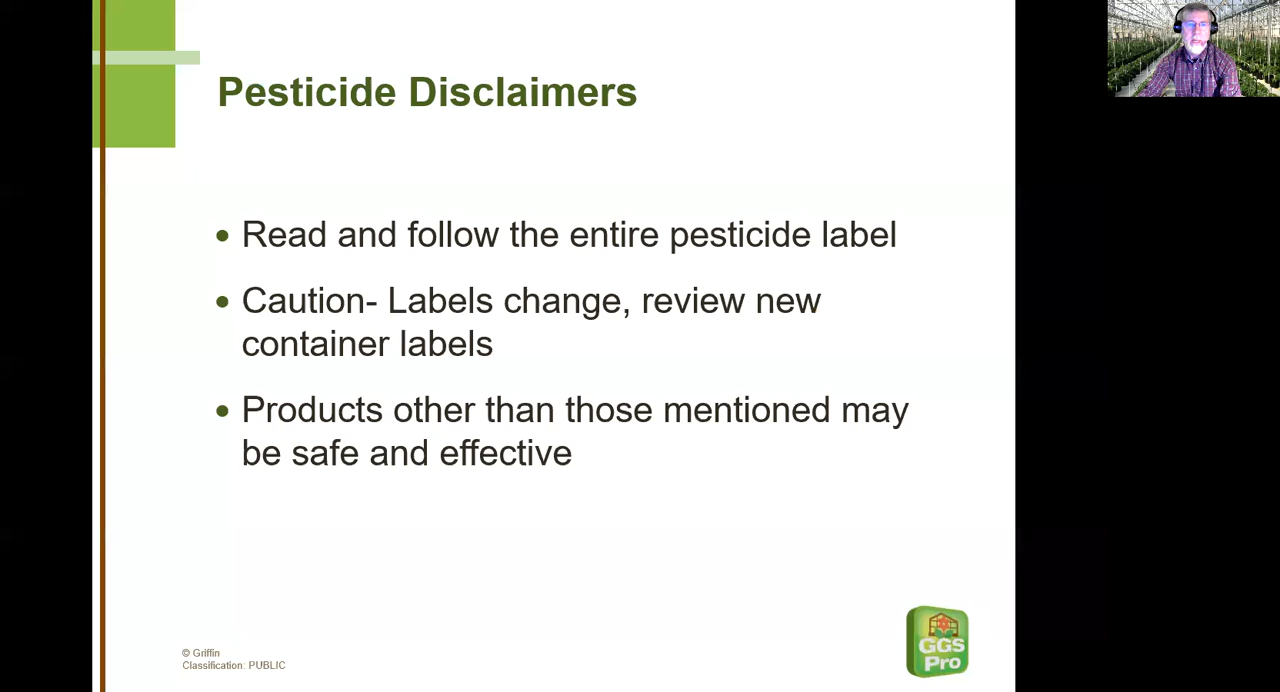 Pesticide Disclaimers
• Read and follow the entire pesticide label
• Caution- Labels change, review new
container labels
• Products other than those mentioned may
be safe and effective
© Griffin
Classification: PUBLIC
GGS
Pro